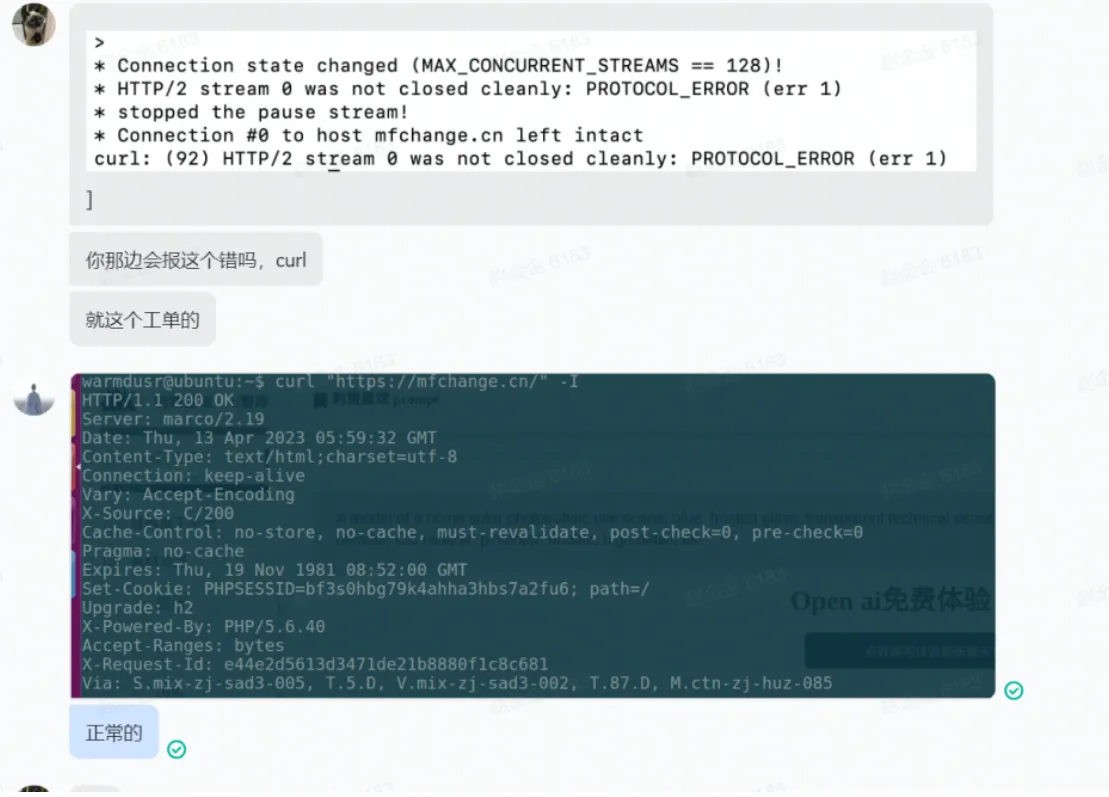 >
* Connection state changed (MAX_CONCURRENT_STREAMS == 128)!
* HTTP/2 stream 0 was not closed cleanly: PROTOCOL_ERROR (err 1)
* stopped the pause stream!
* Connection #0 to host mfchange.cn left intact
curl: (92) HTTP/2 stream 0 was not closed cleanly: PROTOCOL_ERROR (err 1)
]
你那边会报这个错吗，curl
就这个工单的
warmdusr@ubuntu:~$ curl "https://mfchange.cn/" -I
HTTP/1.1 200 OK
Server: marco/2.19
Date: Thu, 13 Apr 2023 05:59:32 GMT
Content-Type: text/html;charset=utf-8
Connection: keep-alive
Vary: Accept-Encoding
X-Source: C/200
Cache-Control: no-store, no-cache, must-revalidate, post-check=0, pre-check=0
Pragma: no-cache
Expires: Thu, 19 Nov 1981 08:52:00 GMT
Set-Cookie: PHPSESSID=bf3s0hbg79k4ahha3hbs7a2fu6; path=/
Upgrade: h2
Open ai免费体验
X-Powered-By: PHP/5.6.40
Accept-Ranges: bytes
X-Request-Id: e44e2d5613d3471de21b8880f1c8c681
Via: S.mix-zj-sad3-005, T.5.D, V.mix-zj-sad3-002, T.87.D, M.ctn-zj-huz-085
正常的